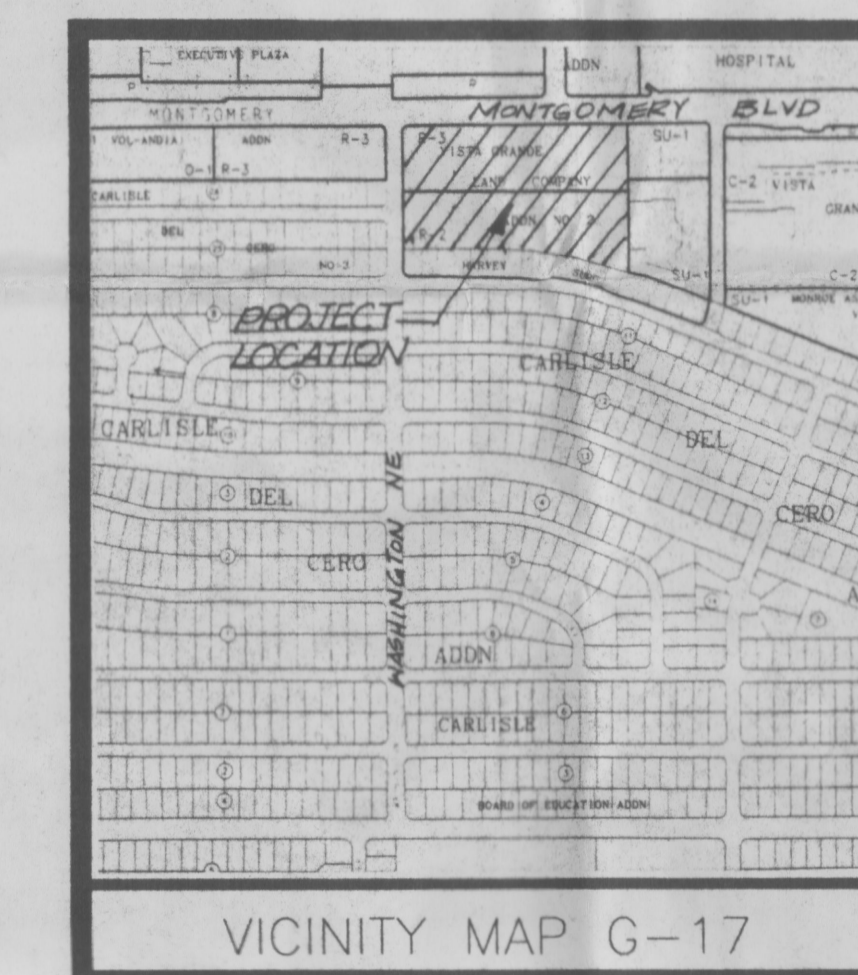 EXECUTIVE PLAZA
ADDN
HOSPITAL
P
P
MONTGOMERY
MONTGOMERY BLVD
VOL-ANDIA ADDN R-3
R-3
SU-1
VISTA GRANDE
O-1 R-3
LAND COMPANY
C-2 VISTA
CARLISLE
GRAN
ADDN NO 2
R-2
DEL
CERO
NO-3
HARVEY
SU-1
C-2
SU-1
MONROE
PROJECT
LOCATION
CARLISLE
CARLISLE
DEL
DEL
CERO
CERO
WASHINGTON NE
ADDN
CARLISLE
BOARD OF EDUCATION ADDN
VICINITY MAP G-17